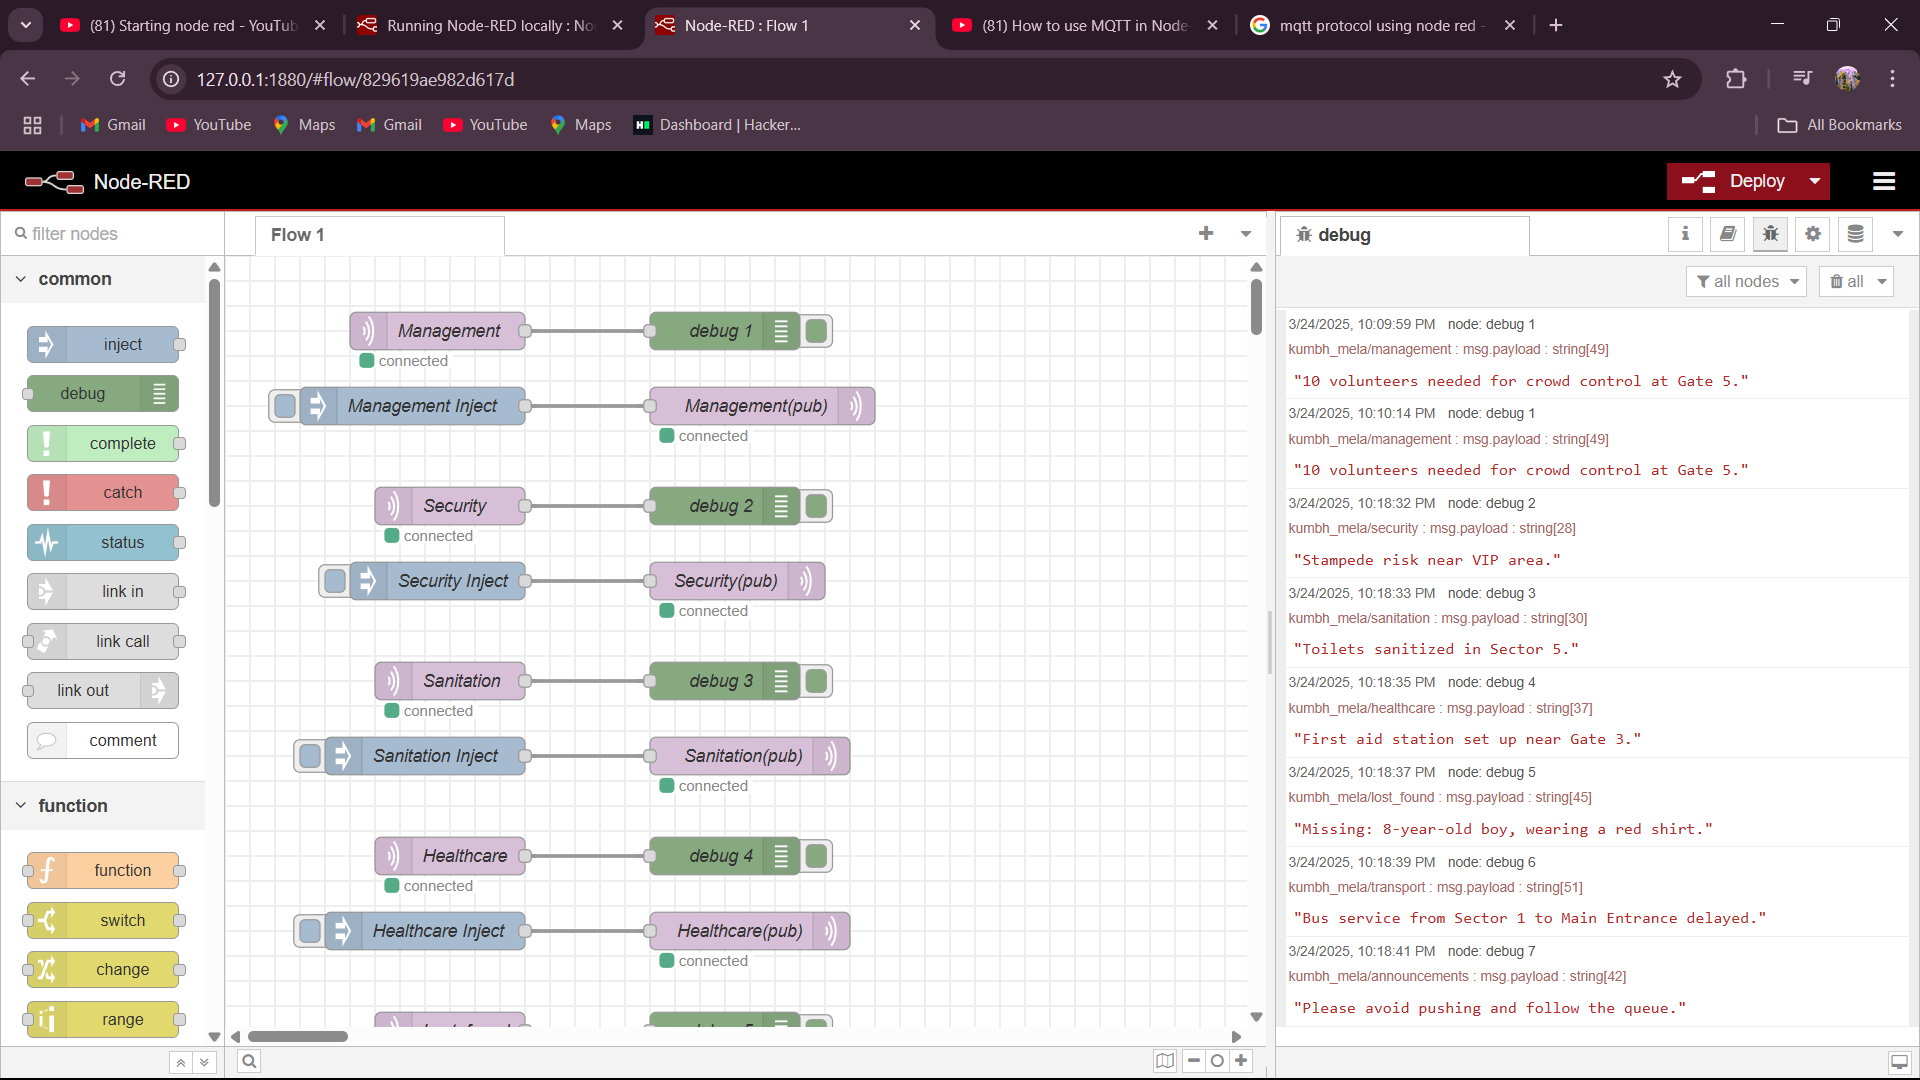 (81) Starting node red - YouTub
Running Node-RED locally : No
Node-RED : Flow 1
(81) How to use MQTT in Node-
mqtt protocol using node red -
127.0.0.1:1880/#flow/829619ae982d617d
Gmail
YouTube
Maps
Gmail
YouTube
Maps
Dashboard | Hacker...
All Bookmarks
Node-RED
Deploy
filter nodes
common
inject
debug
complete
catch
status
link in
link call
link out
comment
function
function
switch
change
range
Flow 1
Management
connected
debug 1
Management Inject
Management(pub)
connected
Security
connected
debug 2
Security Inject
Security(pub)
connected
Sanitation
connected
debug 3
Sanitation Inject
Sanitation(pub)
connected
Healthcare
connected
debug 4
Healthcare Inject
Healthcare(pub)
connected
debug 5
debug
all nodes
all
3/24/2025, 10:09:59 PM node: debug 1
kumbh_mela/management : msg.payload : string[49]
"10 volunteers needed for crowd control at Gate 5."
3/24/2025, 10:10:14 PM node: debug 1
kumbh_mela/management : msg.payload : string[49]
"10 volunteers needed for crowd control at Gate 5."
3/24/2025, 10:18:32 PM node: debug 2
kumbh_mela/security : msg.payload : string[28]
"Stampede risk near VIP area."
3/24/2025, 10:18:33 PM node: debug 3
kumbh_mela/sanitation : msg.payload : string[30]
"Toilets sanitized in Sector 5."
3/24/2025, 10:18:35 PM node: debug 4
kumbh_mela/healthcare : msg.payload : string[37]
"First aid station set up near Gate 3."
3/24/2025, 10:18:37 PM node: debug 5
kumbh_mela/lost_found : msg.payload : string[45]
"Missing: 8-year-old boy, wearing a red shirt."
3/24/2025, 10:18:39 PM node: debug 6
kumbh_mela/transport : msg.payload : string[51]
"Bus service from Sector 1 to Main Entrance delayed."
3/24/2025, 10:18:41 PM node: debug 7
kumbh_mela/announcements : msg.payload : string[42]
"Please avoid pushing and follow the queue."